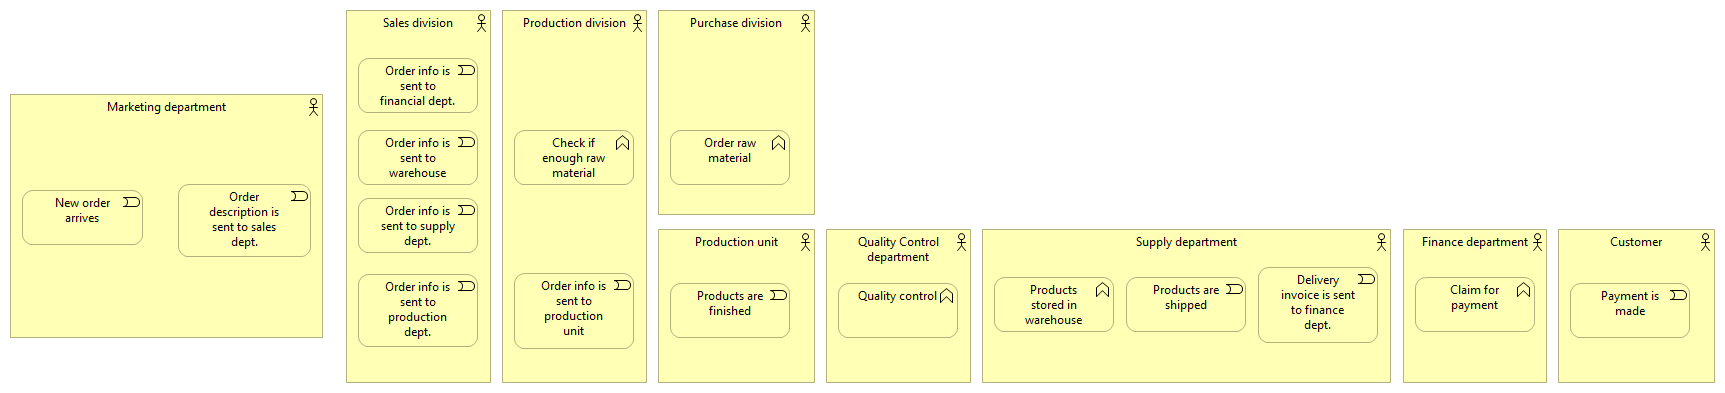 Marketing department
New order
arrives
Order
description is
sent to sales
dept.
Sales division
Order info is
sent to
financial dept.
Order info is
sent to
warehouse
Order info is
sent to supply
dept.
Order info is
sent to
production
dept.
Production division
Check if
enough raw
material
Order info is
sent to
production
unit
Purchase division
Order raw
material
Production unit
Products are
finished
Quality Control
department
Quality control
Supply department
Products
stored in
warehouse
Products are
shipped
Delivery
invoice is sent
to finance
dept.
Finance department
Claim for
payment
Customer
Payment is
made